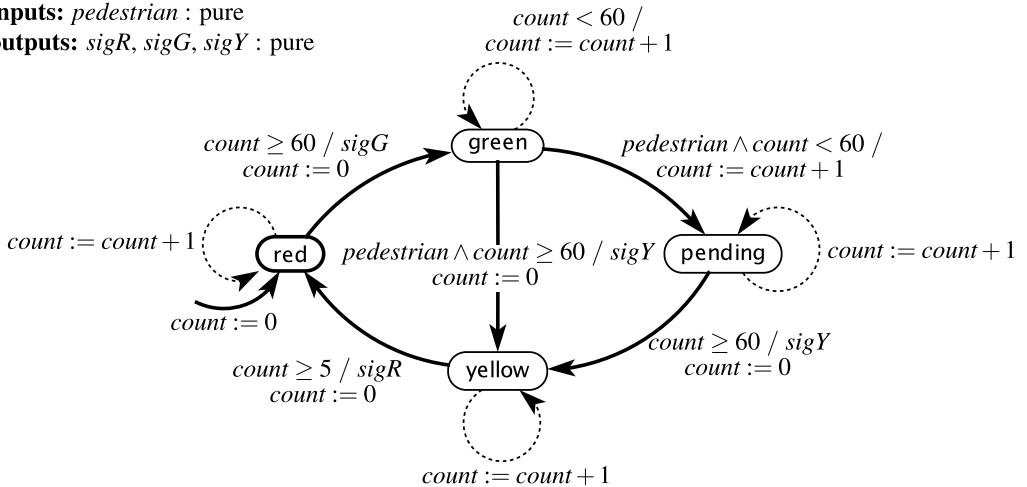 nputs: pedestrian : pure
outputs: sigR, sigG, sigY : pure
count < 60 /
count := count + 1
green
count ≥ 60 / sigG
count := 0
pedestrian ∧ count < 60 /
count := count + 1
count := count + 1
red
pedestrian ∧ count ≥ 60 / sigY
count := 0
pending
count := count + 1
count := 0
count ≥ 60 / sigY
count := 0
count ≥ 5 / sigR
count := 0
yellow
count := count + 1